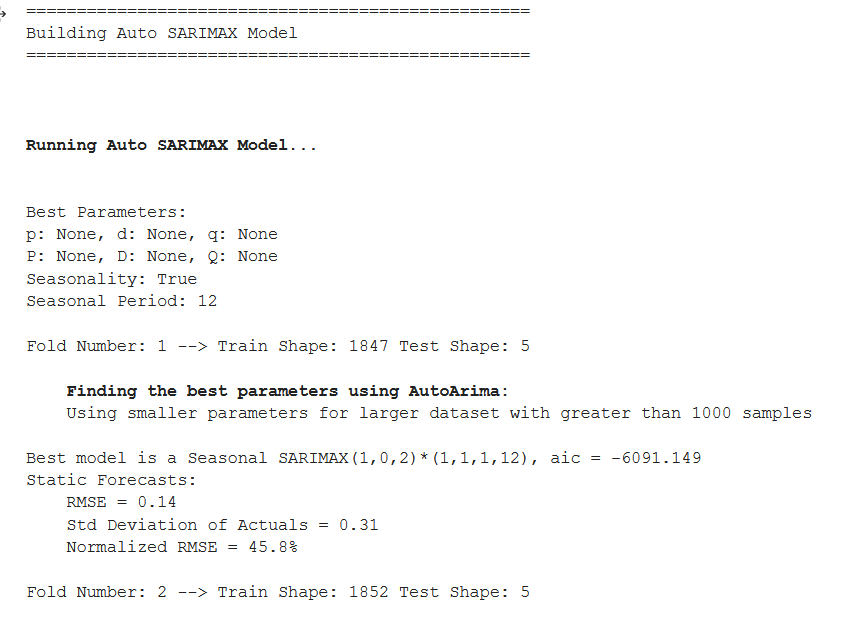 ==================================================
Building Auto SARIMAX Model
==================================================
Running Auto SARIMAX Model...
Best Parameters:
p: None, d: None, q: None
P: None, D: None, Q: None
Seasonality: True
Seasonal Period: 12
Fold Number: 1 --> Train Shape: 1847 Test Shape: 5
Finding the best parameters using AutoArima:
Using smaller parameters for larger dataset with greater than 1000 samples
Best model is a Seasonal SARIMAX(1,0,2)*(1,1,1,12), aic = -6091.149
Static Forecasts:
RMSE = 0.14
Std Deviation of Actuals = 0.31
Normalized RMSE = 45.8%
Fold Number: 2 --> Train Shape: 1852 Test Shape: 5